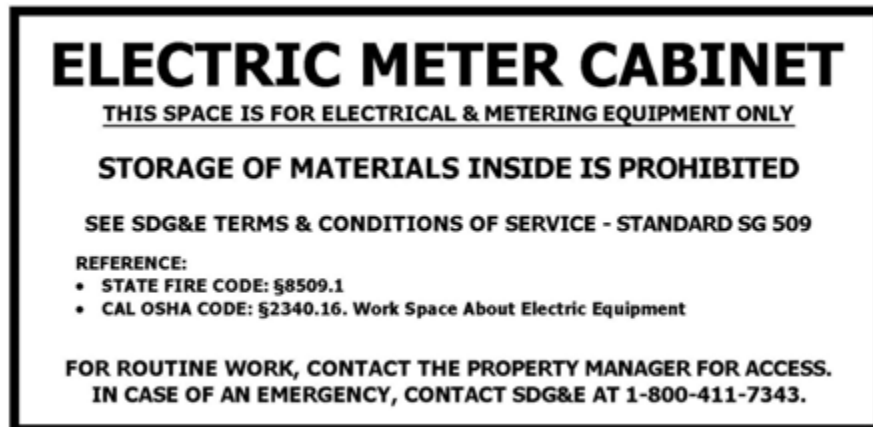 ELECTRIC METER CABINET
THIS SPACE IS FOR ELECTRICAL & METERING EQUIPMENT ONLY
STORAGE OF MATERIALS INSIDE IS PROHIBITED
SEE SDG&E TERMS & CONDITIONS OF SERVICE - STANDARD SG 509
REFERENCE:
• STATE FIRE CODE: §8509.1
• CAL OSHA CODE: §2340.16. Work Space About Electric Equipment
FOR ROUTINE WORK, CONTACT THE PROPERTY MANAGER FOR ACCESS.
IN CASE OF AN EMERGENCY, CONTACT SDG&E AT 1-800-411-7343.